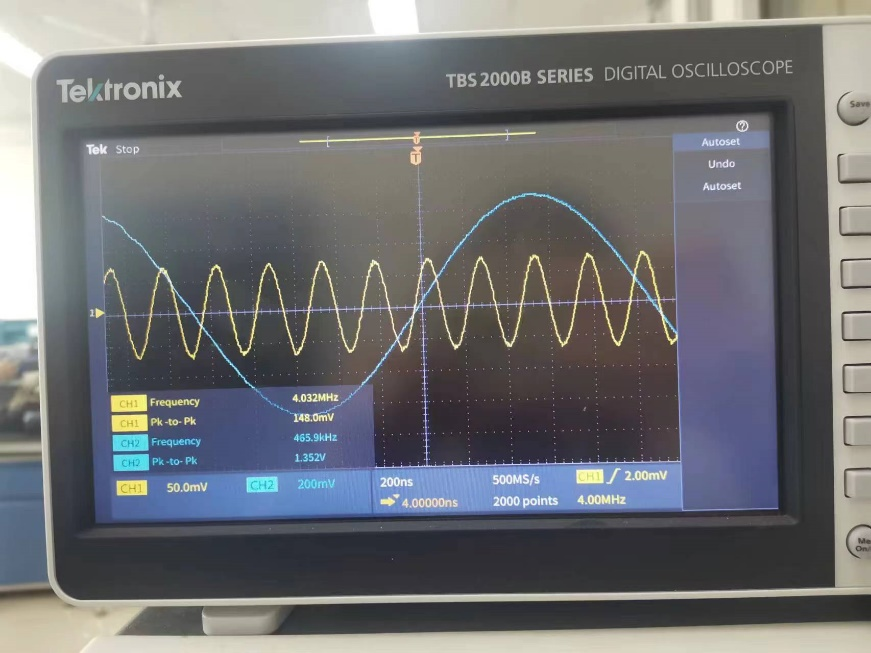 Tektronix
TBS 2000B SERIES DIGITAL OSCILLOSCOPE
Save
Tek Stop
Autoset
Undo
Autoset
T
T
1
CH1 Frequency 4.032MHz
CH1 Pk-to-Pk 148.0mV
CH2 Frequency 465.9kHz
CH2 Pk-to-Pk 1.352V
CH1 50.0mV CH2 200mV
200ns 500MS/s CH1 2.00mV
4.00000ns 2000 points 4.00MHz